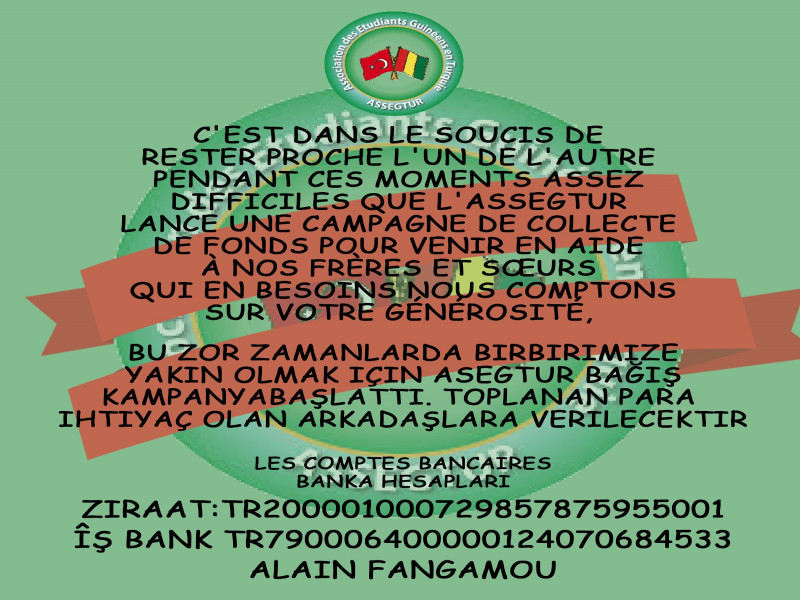 Association des Etudiants Guinéens en Turquie
ASSEGTUR
C'EST DANS LE SOUCIS DE
RESTER PROCHE L'UN DE L'AUTRE
PENDANT CES MOMENTS ASSEZ
DIFFICILES QUE L'ASSEGTUR
LANCE UNE CAMPAGNE DE COLLECTE
DE FONDS POUR VENIR EN AIDE
À NOS FRÈRES ET SŒURS
QUI EN BESOINS NOUS COMPTONS
SUR VOTRE GÉNÉROSITÉ,
BU ZOR ZAMANLARDA BIRBIRIMIZE
YAKIN OLMAK IÇIN ASEGTUR BAĞIŞ
KAMPANYABAŞLATTI. TOPLANAN PARA
IHTIYAÇ OLAN ARKADAŞLARA VERILECEKTIR
LES COMPTES BANCAIRES
BANKA HESAPLARI
ZIRAAT:TR200001000729857875955001
ÎŞ BANK TR790006400000124070684533
ALAIN FANGAMOU